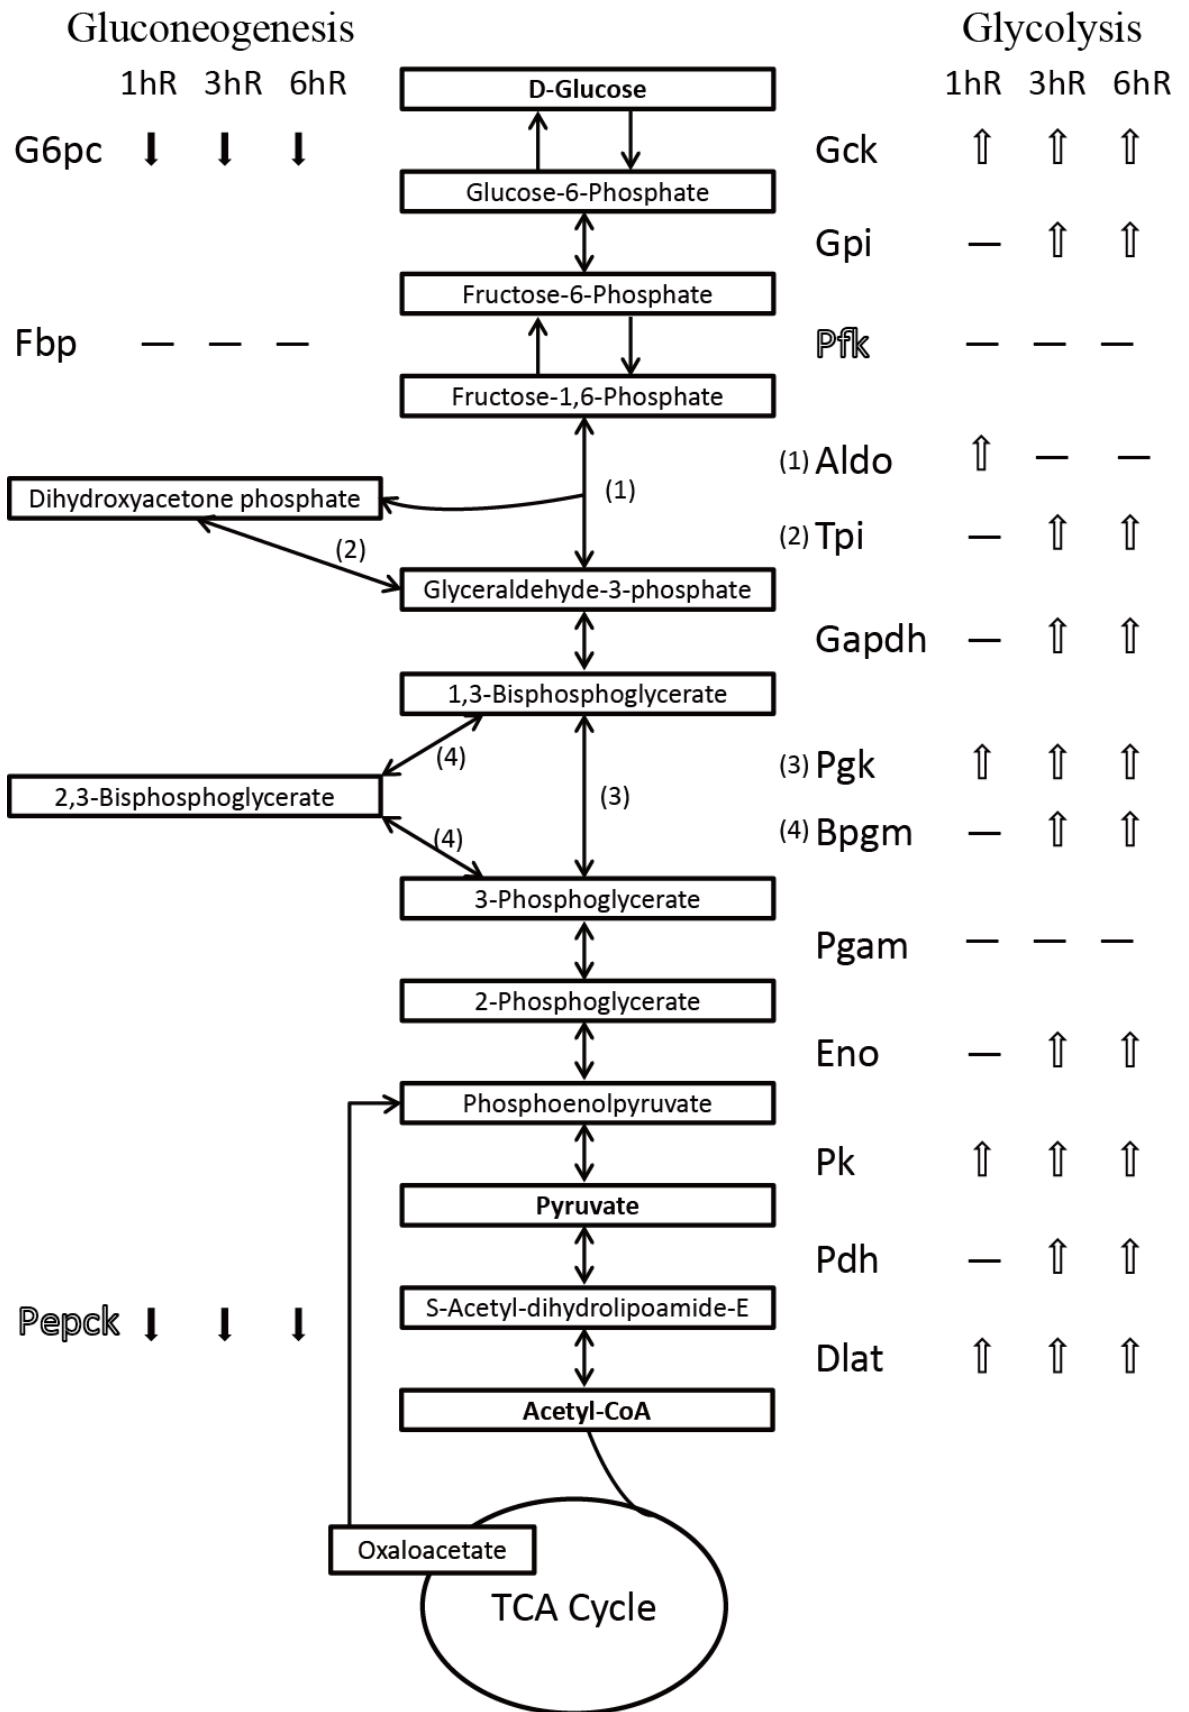 Gluconeogenesis
Glycolysis
1hR 3hR 6hR
1hR 3hR 6hR
D-Glucose
G6pc
Gck
Glucose-6-Phosphate
Gpi
Fructose-6-Phosphate
Fbp
Pfk
Fructose-1,6-Phosphate
(1) Aldo
Dihydroxyacetone phosphate
(1)
(2)
(2) Tpi
Glyceraldehyde-3-phosphate
Gapdh
1,3-Bisphosphoglycerate
(4)
(3) Pgk
2,3-Bisphosphoglycerate
(3)
(4)
(4) Bpgm
3-Phosphoglycerate
Pgam
2-Phosphoglycerate
Eno
Phosphoenolpyruvate
Pk
Pyruvate
Pdh
S-Acetyl-dihydrolipoamide-E
Pepck
Dlat
Acetyl-CoA
Oxaloacetate
TCA Cycle